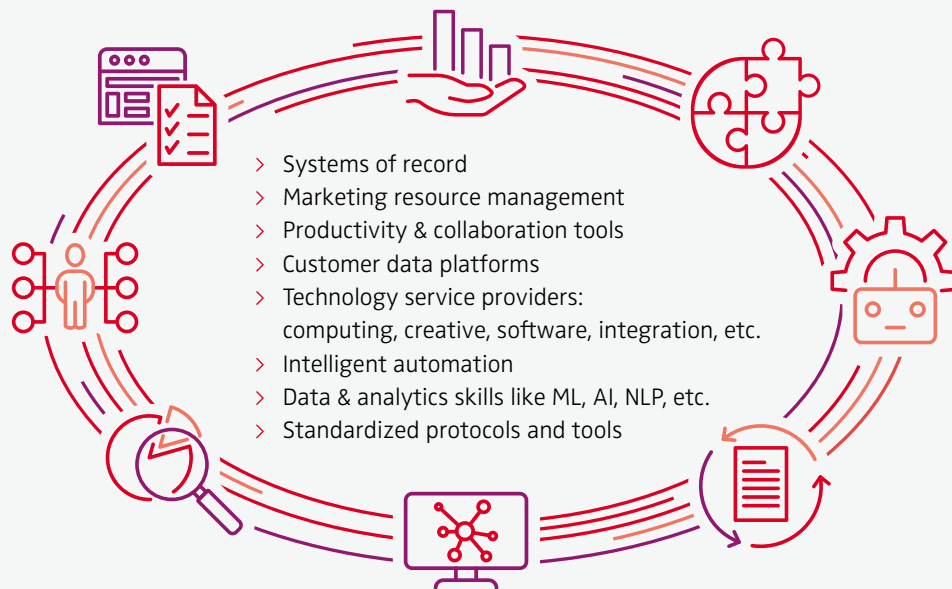 > Systems of record
> Marketing resource management
> Productivity & collaboration tools
> Customer data platforms
> Technology service providers:
computing, creative, software, integration, etc.
> Intelligent automation
> Data & analytics skills like ML, AI, NLP, etc.
> Standardized protocols and tools